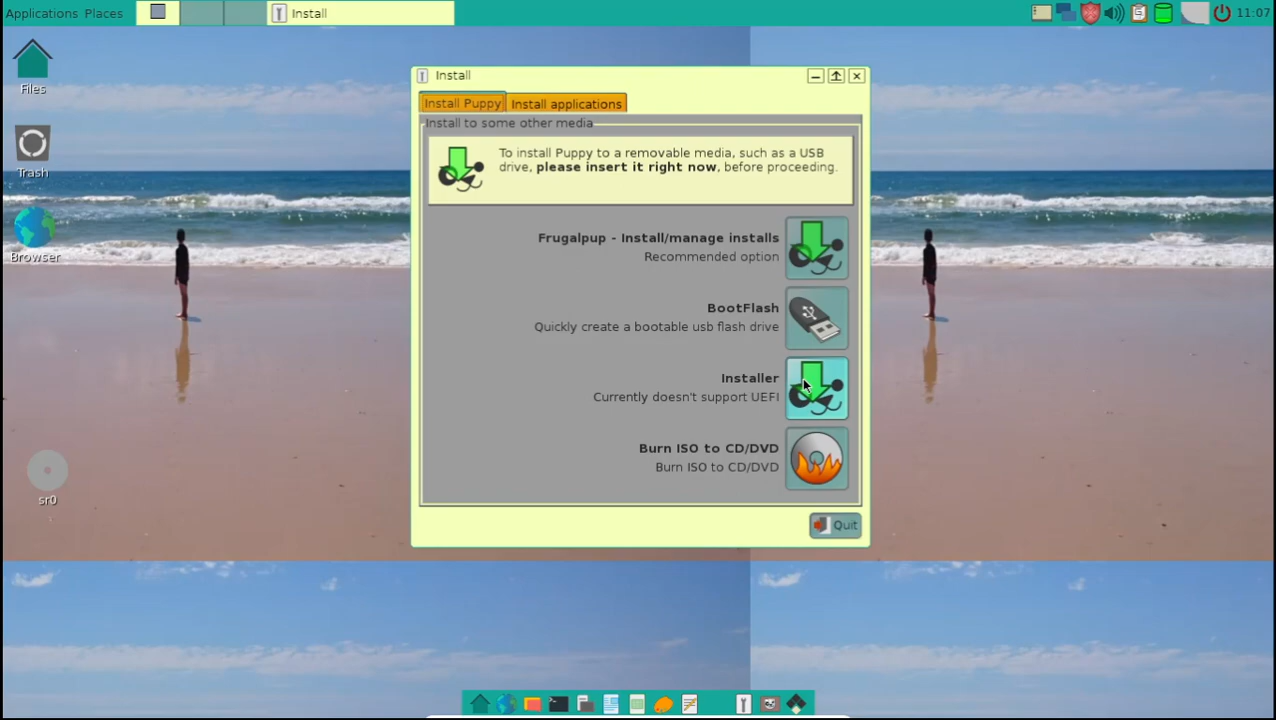 Applications Places Install 11:07
Files
Trash
Browser
sr0
Install
Install Puppy Install applications
Install to some other media
To install Puppy to a removable media, such as a USB
drive, please insert it right now, before proceeding.
Frugalpup - Install/manage installs
Recommended option
BootFlash
Quickly create a bootable usb flash drive
Installer
Currently doesn't support UEFI
Burn ISO to CD/DVD
Burn ISO to CD/DVD
Quit